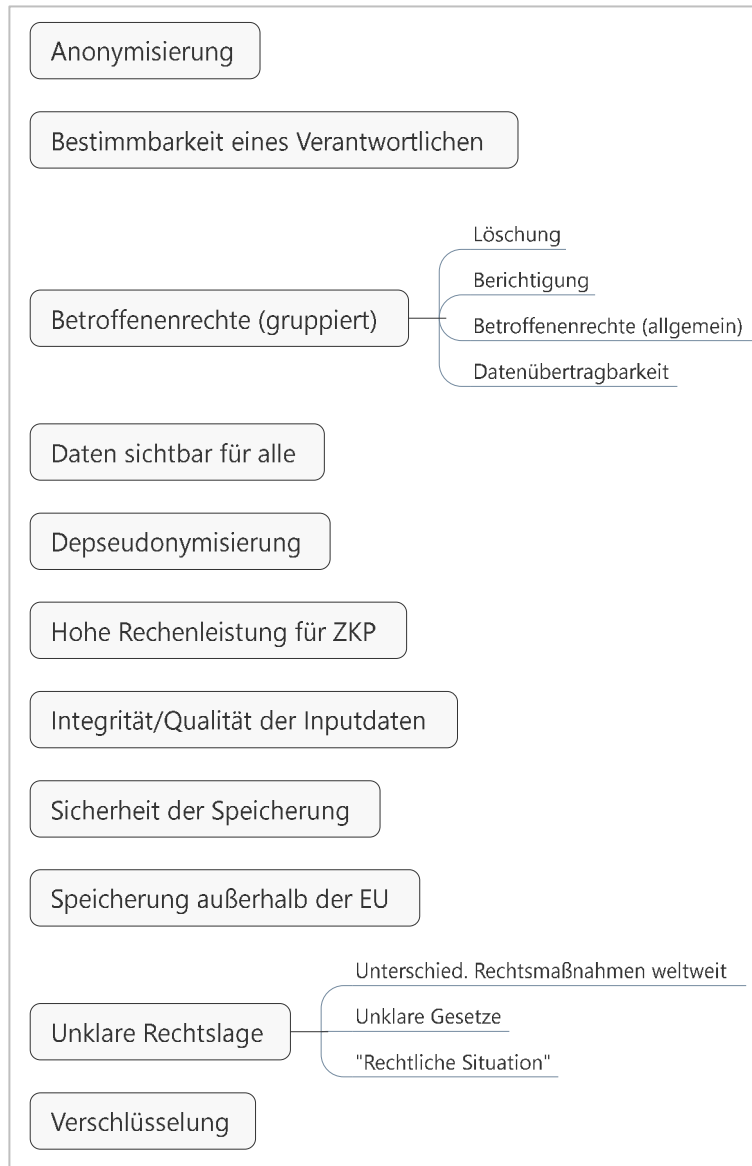 Anonymisierung
Bestimmbarkeit eines Verantwortlichen
Betroffenenrechte (gruppiert)
Löschung
Berichtigung
Betroffenenrechte (allgemein)
Datenübertragbarkeit
Daten sichtbar für alle
Depseudonymisierung
Hohe Rechenleistung für ZKP
Integrität/Qualität der Inputdaten
Sicherheit der Speicherung
Speicherung außerhalb der EU
Unklare Rechtslage
Unterschied. Rechtsmaßnahmen weltweit
Unklare Gesetze
"Rechtliche Situation"
Verschlüsselung